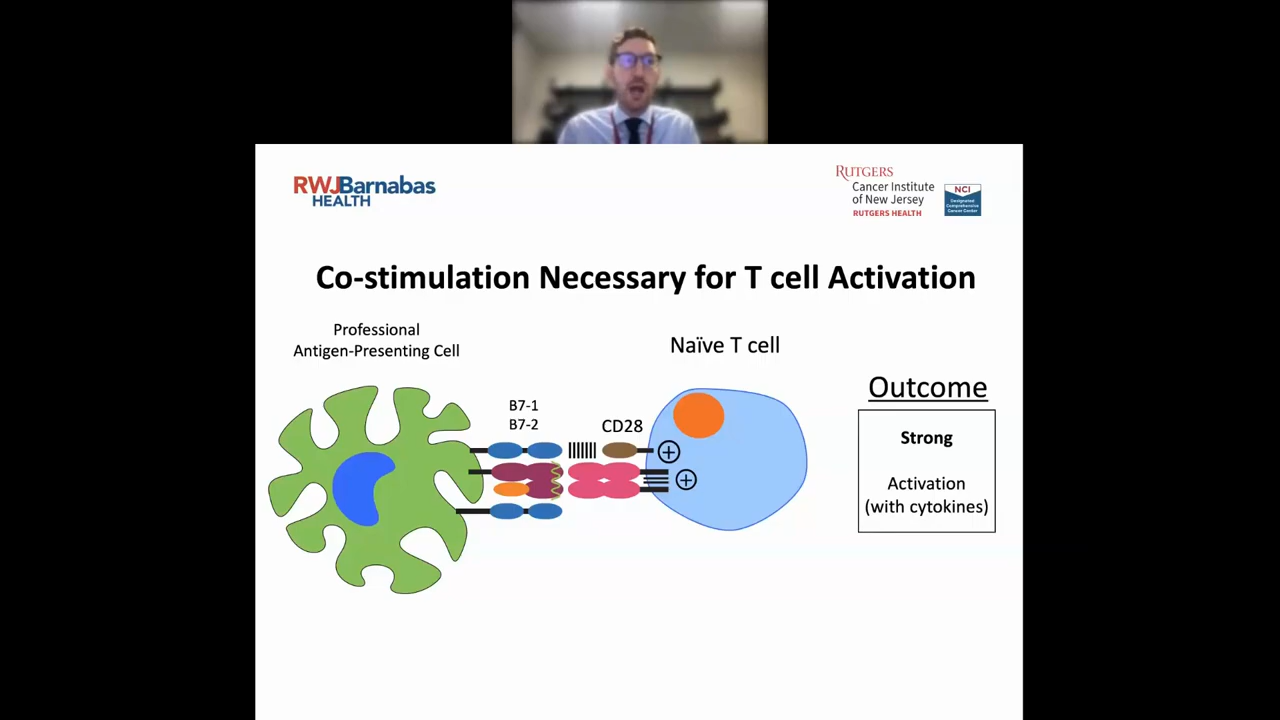 RWJBarnabas
HEALTH
RUTGERS
Cancer Institute
of New Jersey
RUTGERS HEALTH
NCI
Designated
Comprehensive
Cancer Center
Co-stimulation Necessary for T cell Activation
Professional
Antigen-Presenting Cell
Naïve T cell
B7-1
B7-2
CD28
Outcome
Strong
Activation
(with cytokines)